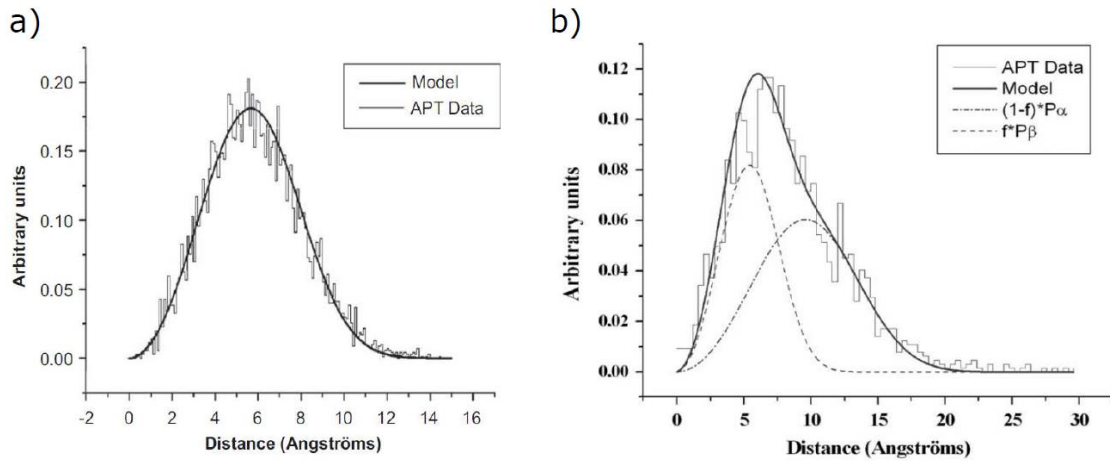 a)
0.20
0.15
0.10
0.05
0.00
Arbitrary units
Model
APT Data
-2 0 2 4 6 8 10 12 14 16
Distance (Angströms)
b)
0.12
0.10
0.08
0.06
0.04
0.02
0.00
Arbitrary units
APT Data
Model
(1-f)*Pα
f*Pβ
0 5 10 15 20 25 30
Distance (Angströms)